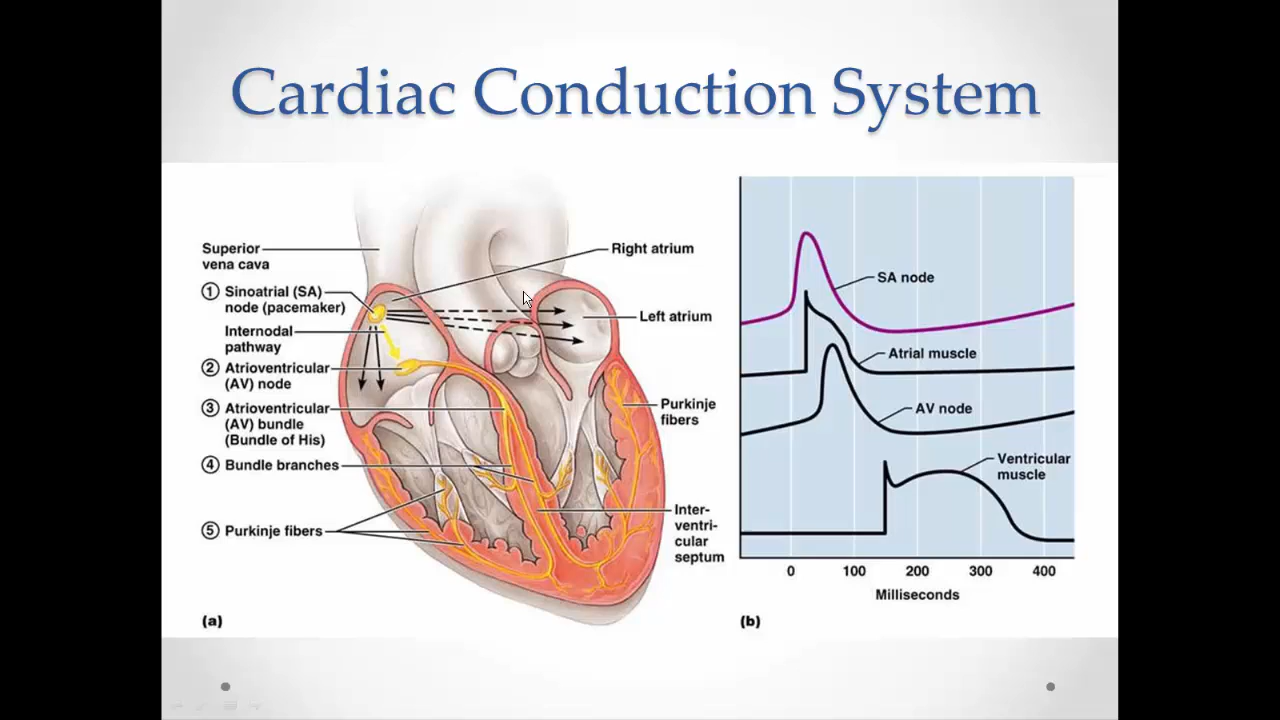 Cardiac Conduction System
Superior
vena cava
① Sinoatrial (SA)
node (pacemaker)
Internodal
pathway
② Atrioventricular
(AV) node
③ Atrioventricular
(AV) bundle
(Bundle of His)
④ Bundle branches
⑤ Purkinje fibers
Right atrium
Left atrium
Purkinje
fibers
Inter-
ventri-
cular
septum
(a)
SA node
Atrial muscle
AV node
Ventricular
muscle
0 100 200 300 400
Milliseconds
(b)